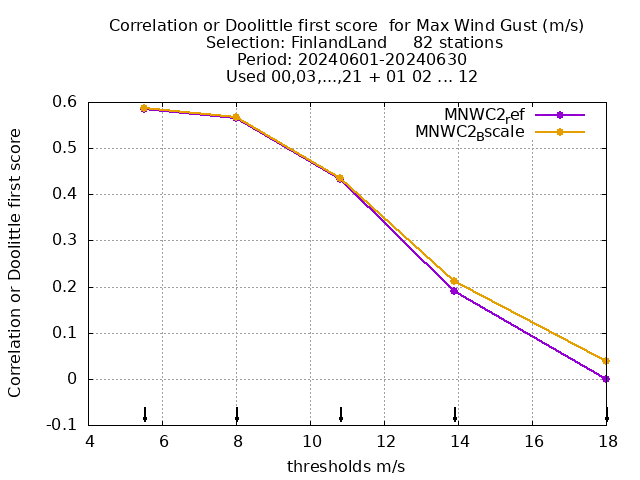 Correlation or Doolittle first score  for Max Wind Gust (m/s)
Selection: FinlandLand     82 stations
Period: 20240601-20240630
Used 00,03,...,21 + 01 02 ... 12
Correlation or Doolittle first score
0.6
0.5
0.4
0.3
0.2
0.1
0
-0.1
MNWC2ref
MNWC2Bscale
4 6 8 10 12 14 16 18
thresholds m/s